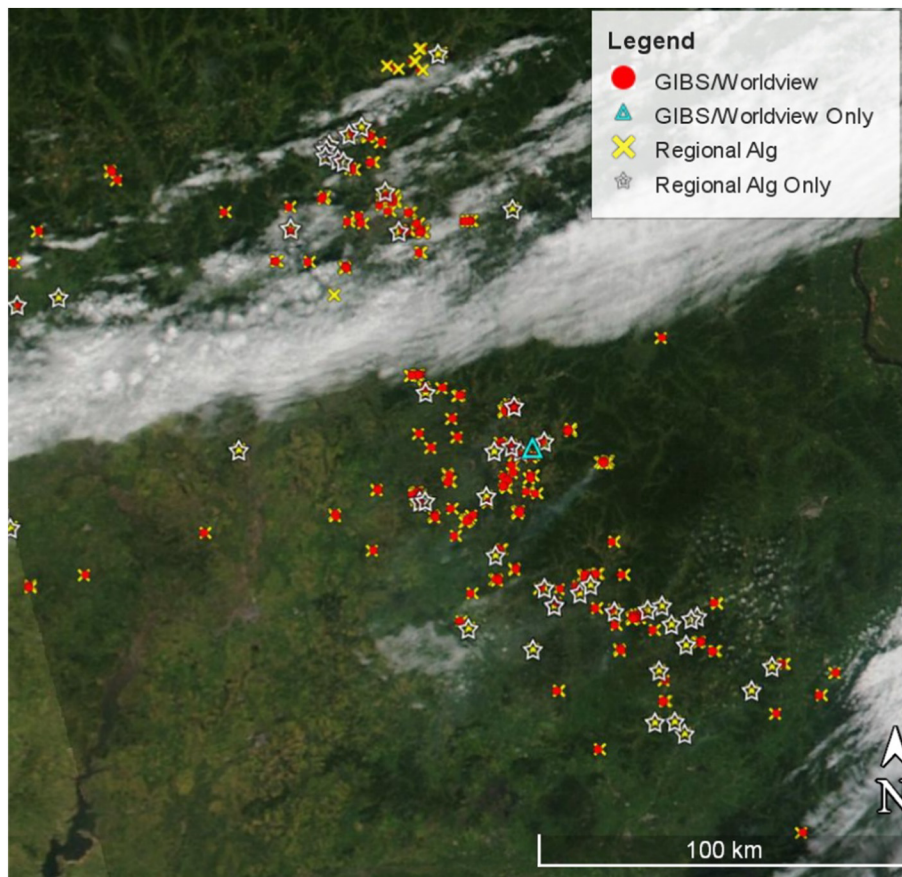 Legend
GIBS/Worldview
GIBS/Worldview Only
Regional Alg
Regional Alg Only
N
100 km